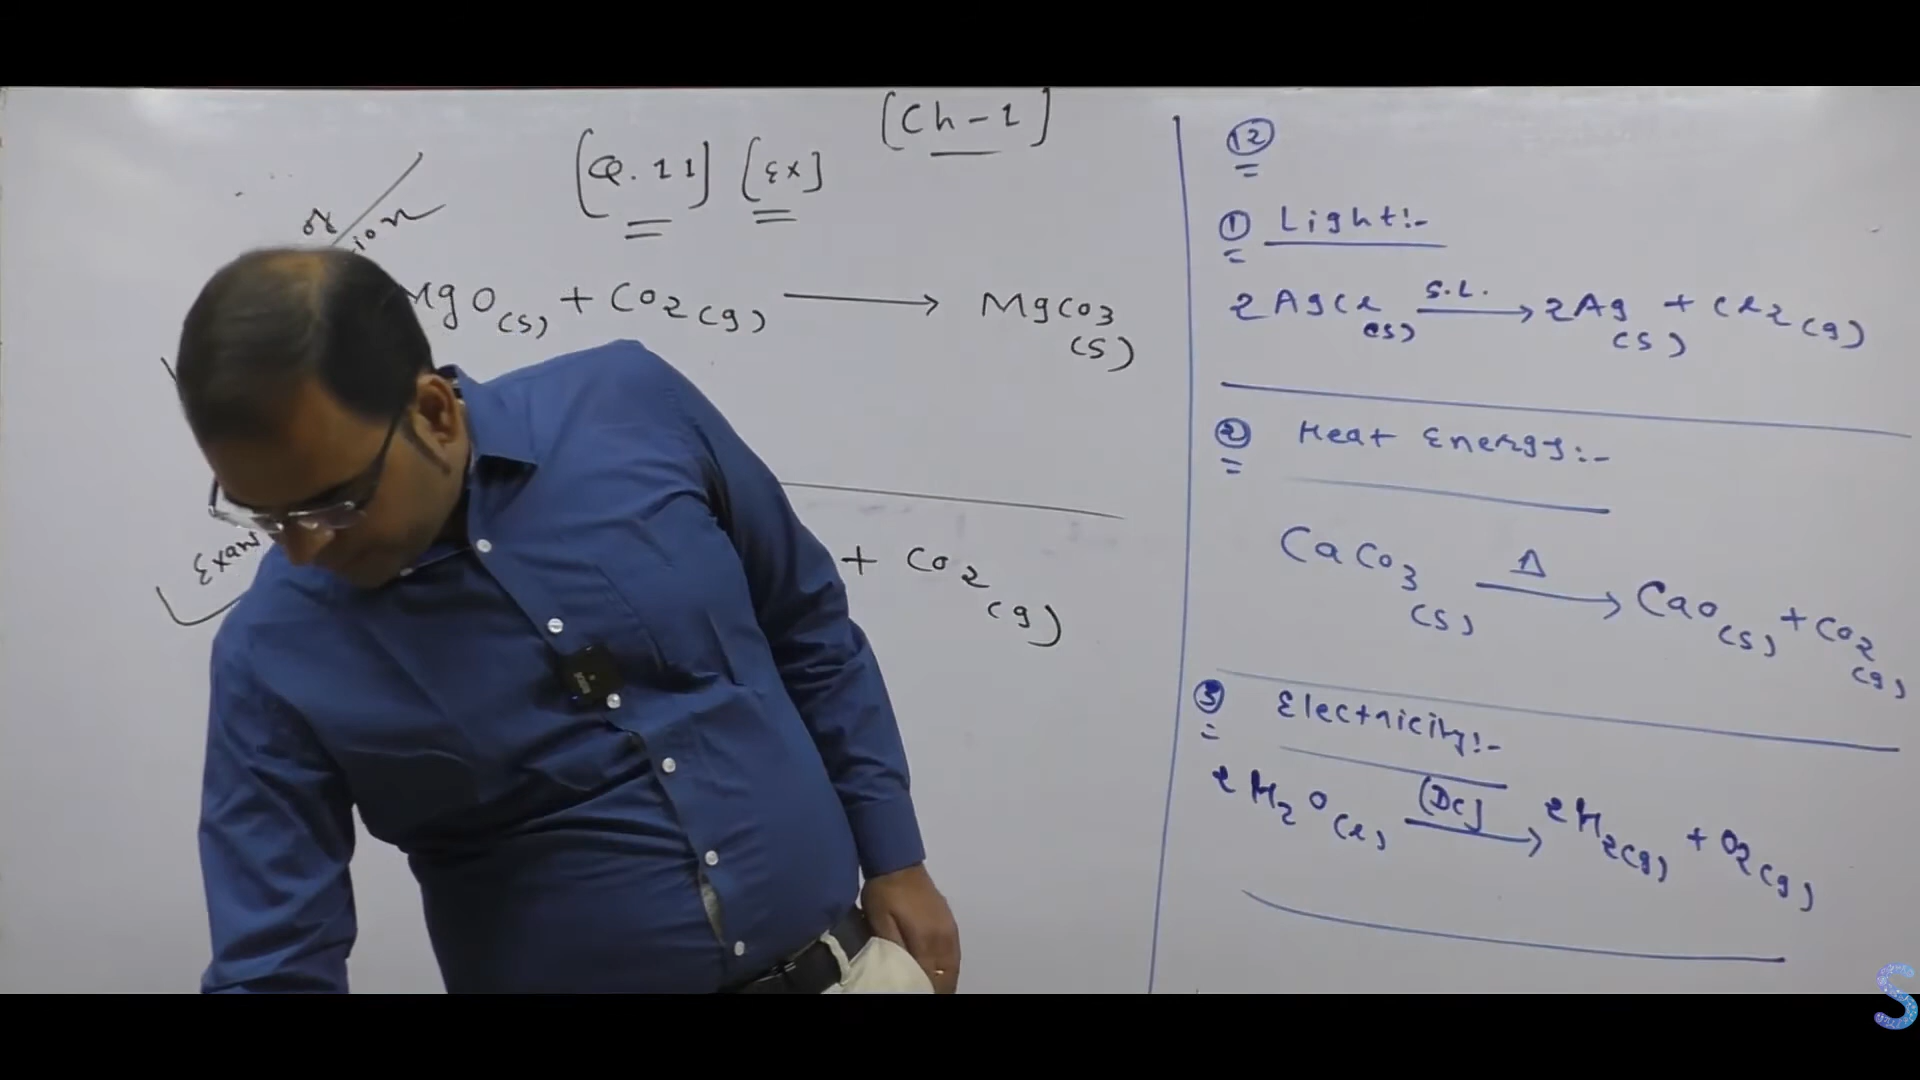 [Ch-1]
[Q.11] [Ex]
MgO(s) + CO2(g) ⟶ MgCO3(s)
+ CO2(g)
12
① Light:-
2AgCl(s) S.L.⟶ 2Ag(s) + Cl2(g)
② Heat Energy:-
CaCO3(s) Δ⟶ CaO(s) + CO2(g)
③ Electricity:-
2H2O(l) [DC]⟶ 2H2(g) + O2(g)
S